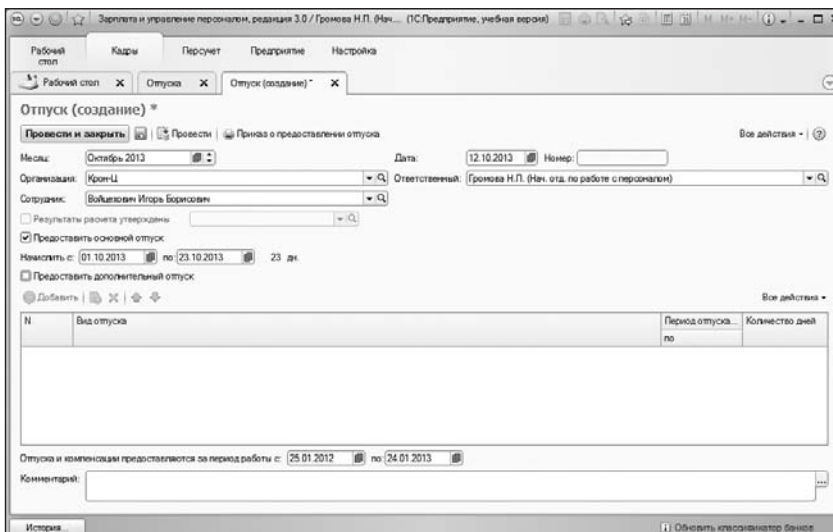 Зарплата и управление персоналом, редакция 3.0 / Громова Н.П. (Нач.... (1С:Предприятие, учебная версия)
M M+ M-
Рабочий стол Кадры Персучет Предприятие Настройка
Рабочий стол Отпуска Отпуск (создание) *
Отпуск (создание) *
Провести и закрыть Провести Приказ о предоставлении отпуска Все действия
Месяц: Октябрь 2013 Дата: 12.10.2013 Номер:
Организация: Крон-Ц Ответственный: Громова Н.П. (Нач. отд. по работе с персоналом)
Сотрудник: Войцехович Игорь Борисович
Результаты расчета утверждены
Предоставить основной отпуск
Начислить с: 01.10.2013 по: 23.10.2013 23 дн.
Предоставить дополнительный отпуск
Добавить Все действия
N Вид отпуска Период отпуска... Количество дней
по
Отпуска и компенсации предоставляются за период работы с: 25.01.2012 по: 24.01.2013
Комментарий:
История... Обновить классификатор банков